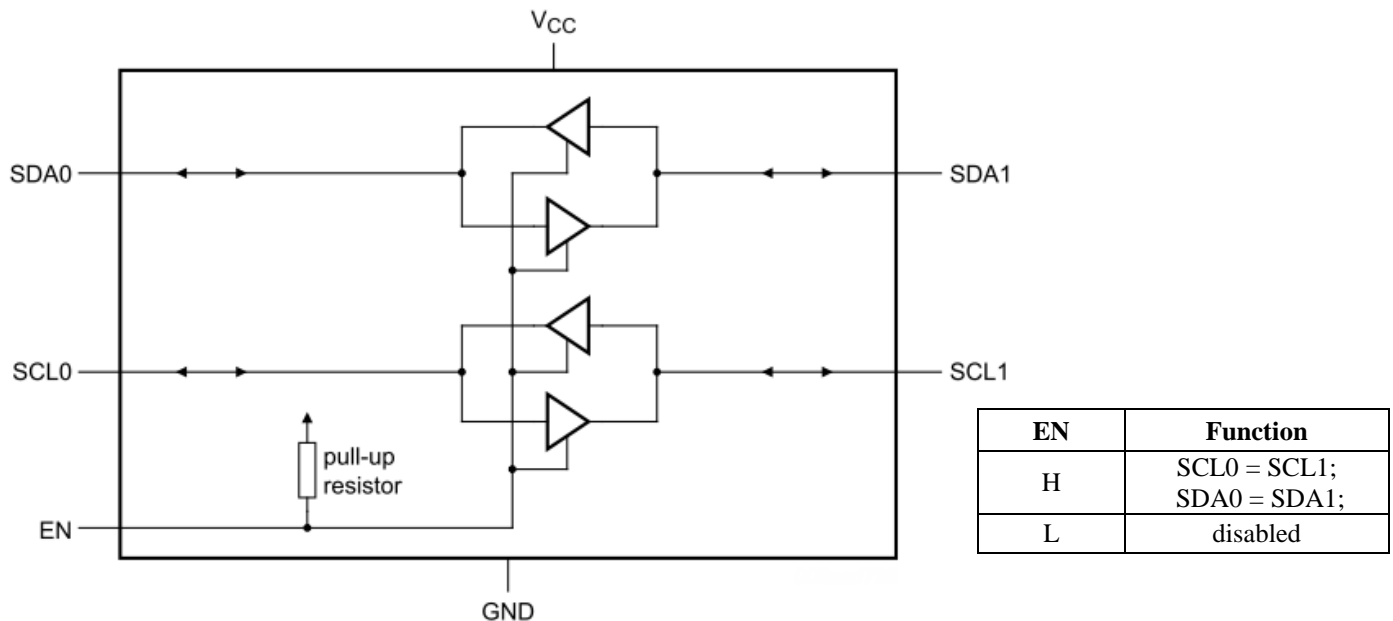 VCC
SDA0
SDA1
SCL0
SCL1
pull-up
resistor
EN
GND
EN Function
H SCL0 = SCL1;
SDA0 = SDA1;
L disabled